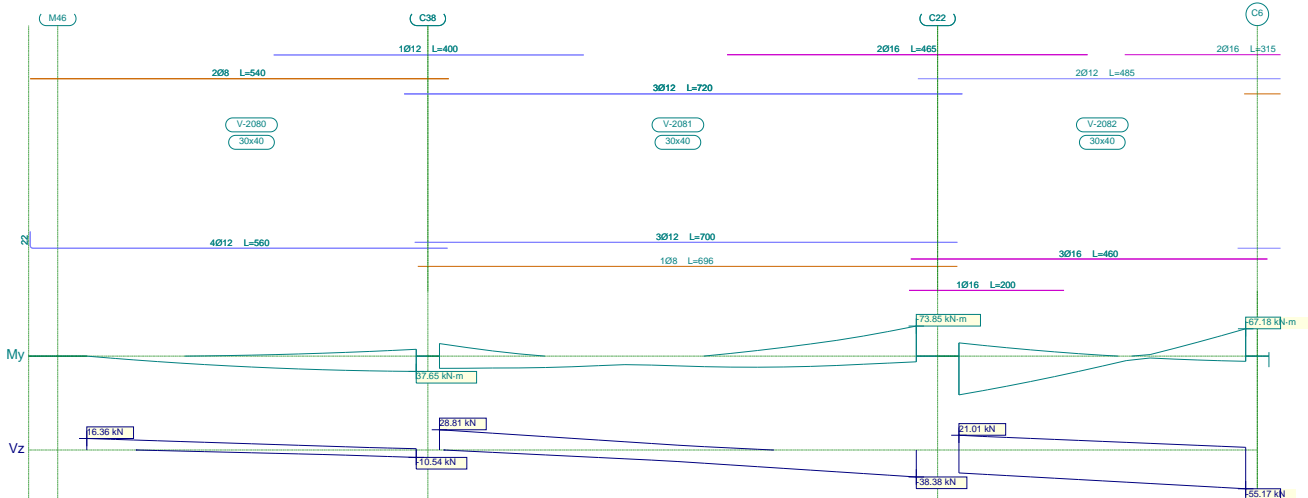 M46 C38 C22 C6
1Ø12 L=400 2Ø16 L=465 2Ø16 L=315
2Ø8 L=540 2Ø12 L=485
3Ø12 L=720
V-2080 V-2081 V-2082
30x40 30x40 30x40
22
4Ø12 L=560 3Ø12 L=700
3Ø16 L=460
1Ø8 L=696
1Ø16 L=200
-73.85 kN·m -67.18 kN·m
My
37.65 kN·m
16.36 kN 28.81 kN 21.01 kN
Vz
-10.54 kN -38.38 kN -55.17 kN